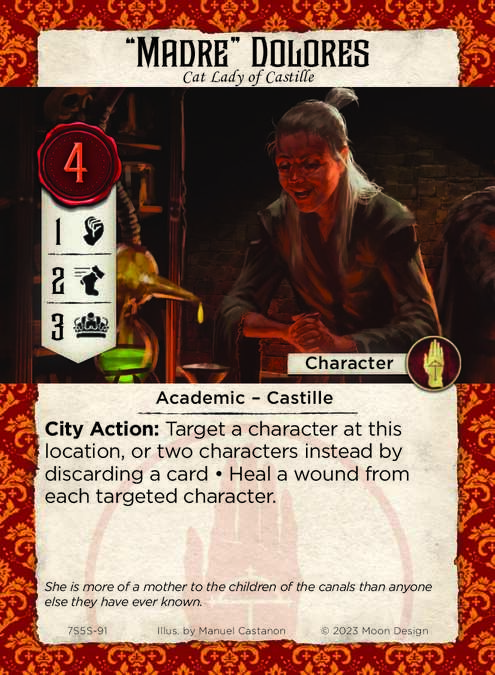 “Madre” Dolores
Cat Lady of Castille
4
1
2
3
Character
Academic – Castille
City Action: Target a character at this
location, or two characters instead by
discarding a card • Heal a wound from
each targeted character.
She is more of a mother to the children of the canals than anyone
else they have ever known.
7S5S-91 Illus. by Manuel Castanon © 2023 Moon Design